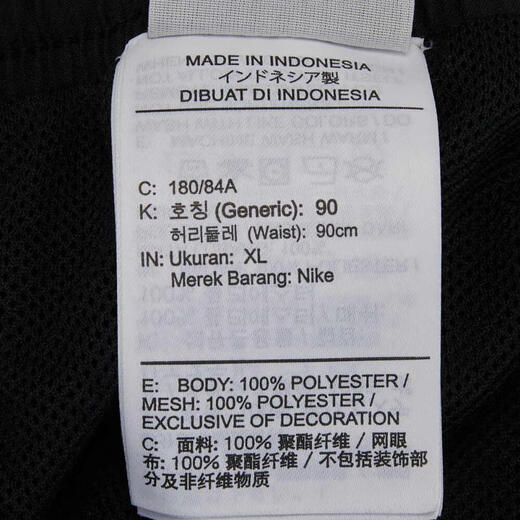 MADE IN INDONESIA
インドネシア製
DIBUAT DI INDONESIA
C: 180/84A
K: 호칭 (Generic): 90
허리둘레 (Waist): 90cm
IN: Ukuran: XL
Merek Barang: Nike
E: BODY: 100% POLYESTER /
MESH: 100% POLYESTER /
EXCLUSIVE OF DECORATION
C: 面料: 100% 聚酯纤维 / 网眼
布: 100% 聚酯纤维 / 不包括装饰部
分及非纤维物质